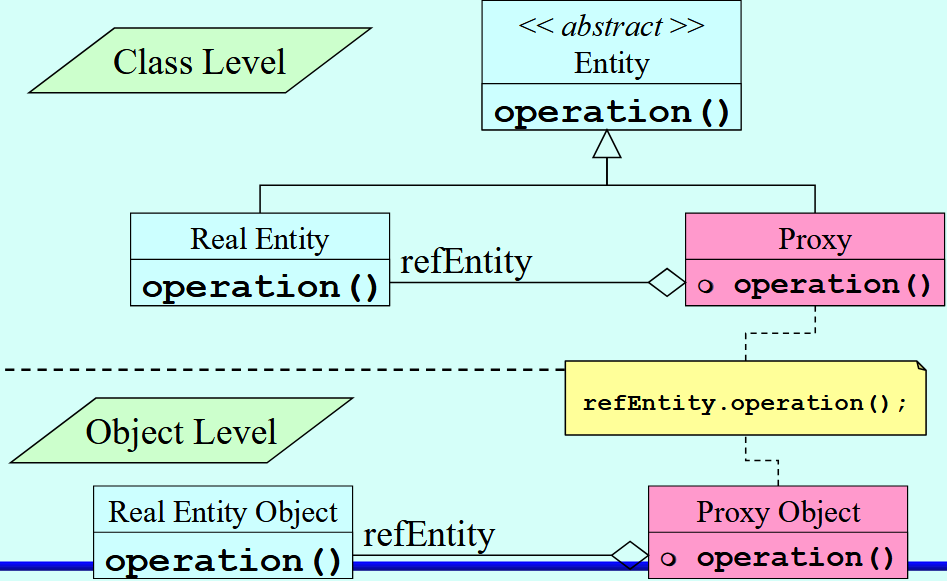 Class Level
<< abstract >>
Entity
operation()
Real Entity
operation()
refEntity
Proxy
operation()
refEntity.operation();
Object Level
Real Entity Object
operation()
refEntity
Proxy Object
operation()